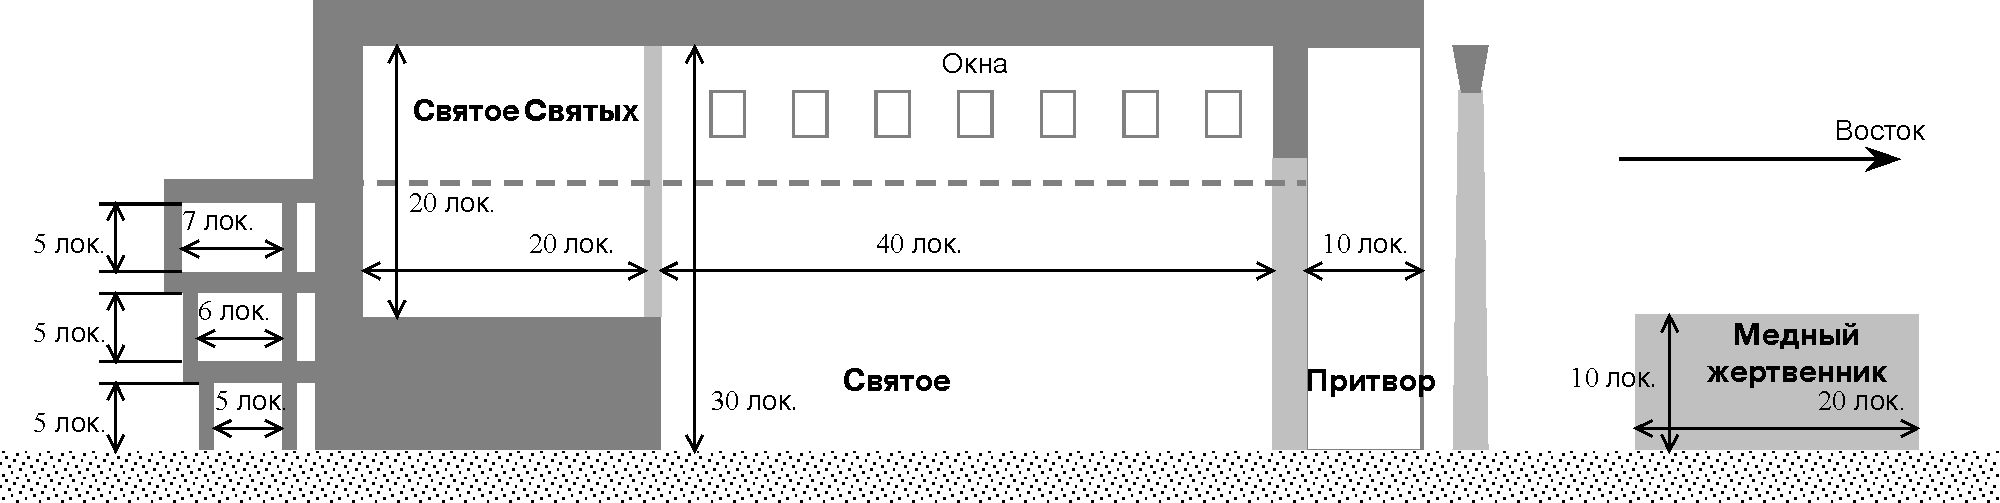 Окна
Святое Святых
Восток
20 лок.
7 лок.
5 лок.
20 лок.
40 лок.
10 лок.
6 лок.
5 лок.
Медный
жертвенник
10 лок.
20 лок.
Святое
Притвор
30 лок.
5 лок.
5 лок.